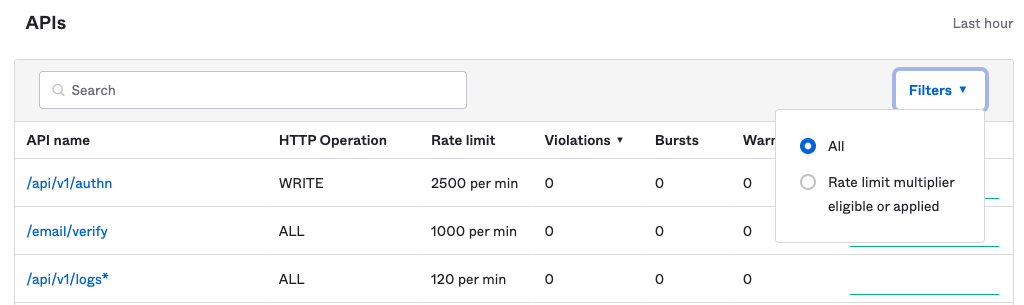 APIs
Last hour
Search
Filters
API name HTTP Operation Rate limit Violations Bursts Warr
All
/api/v1/authn WRITE 2500 per min 0 0 0
Rate limit multiplier
eligible or applied
/email/verify ALL 1000 per min 0 0 0
/api/v1/logs* ALL 120 per min 0 0 0